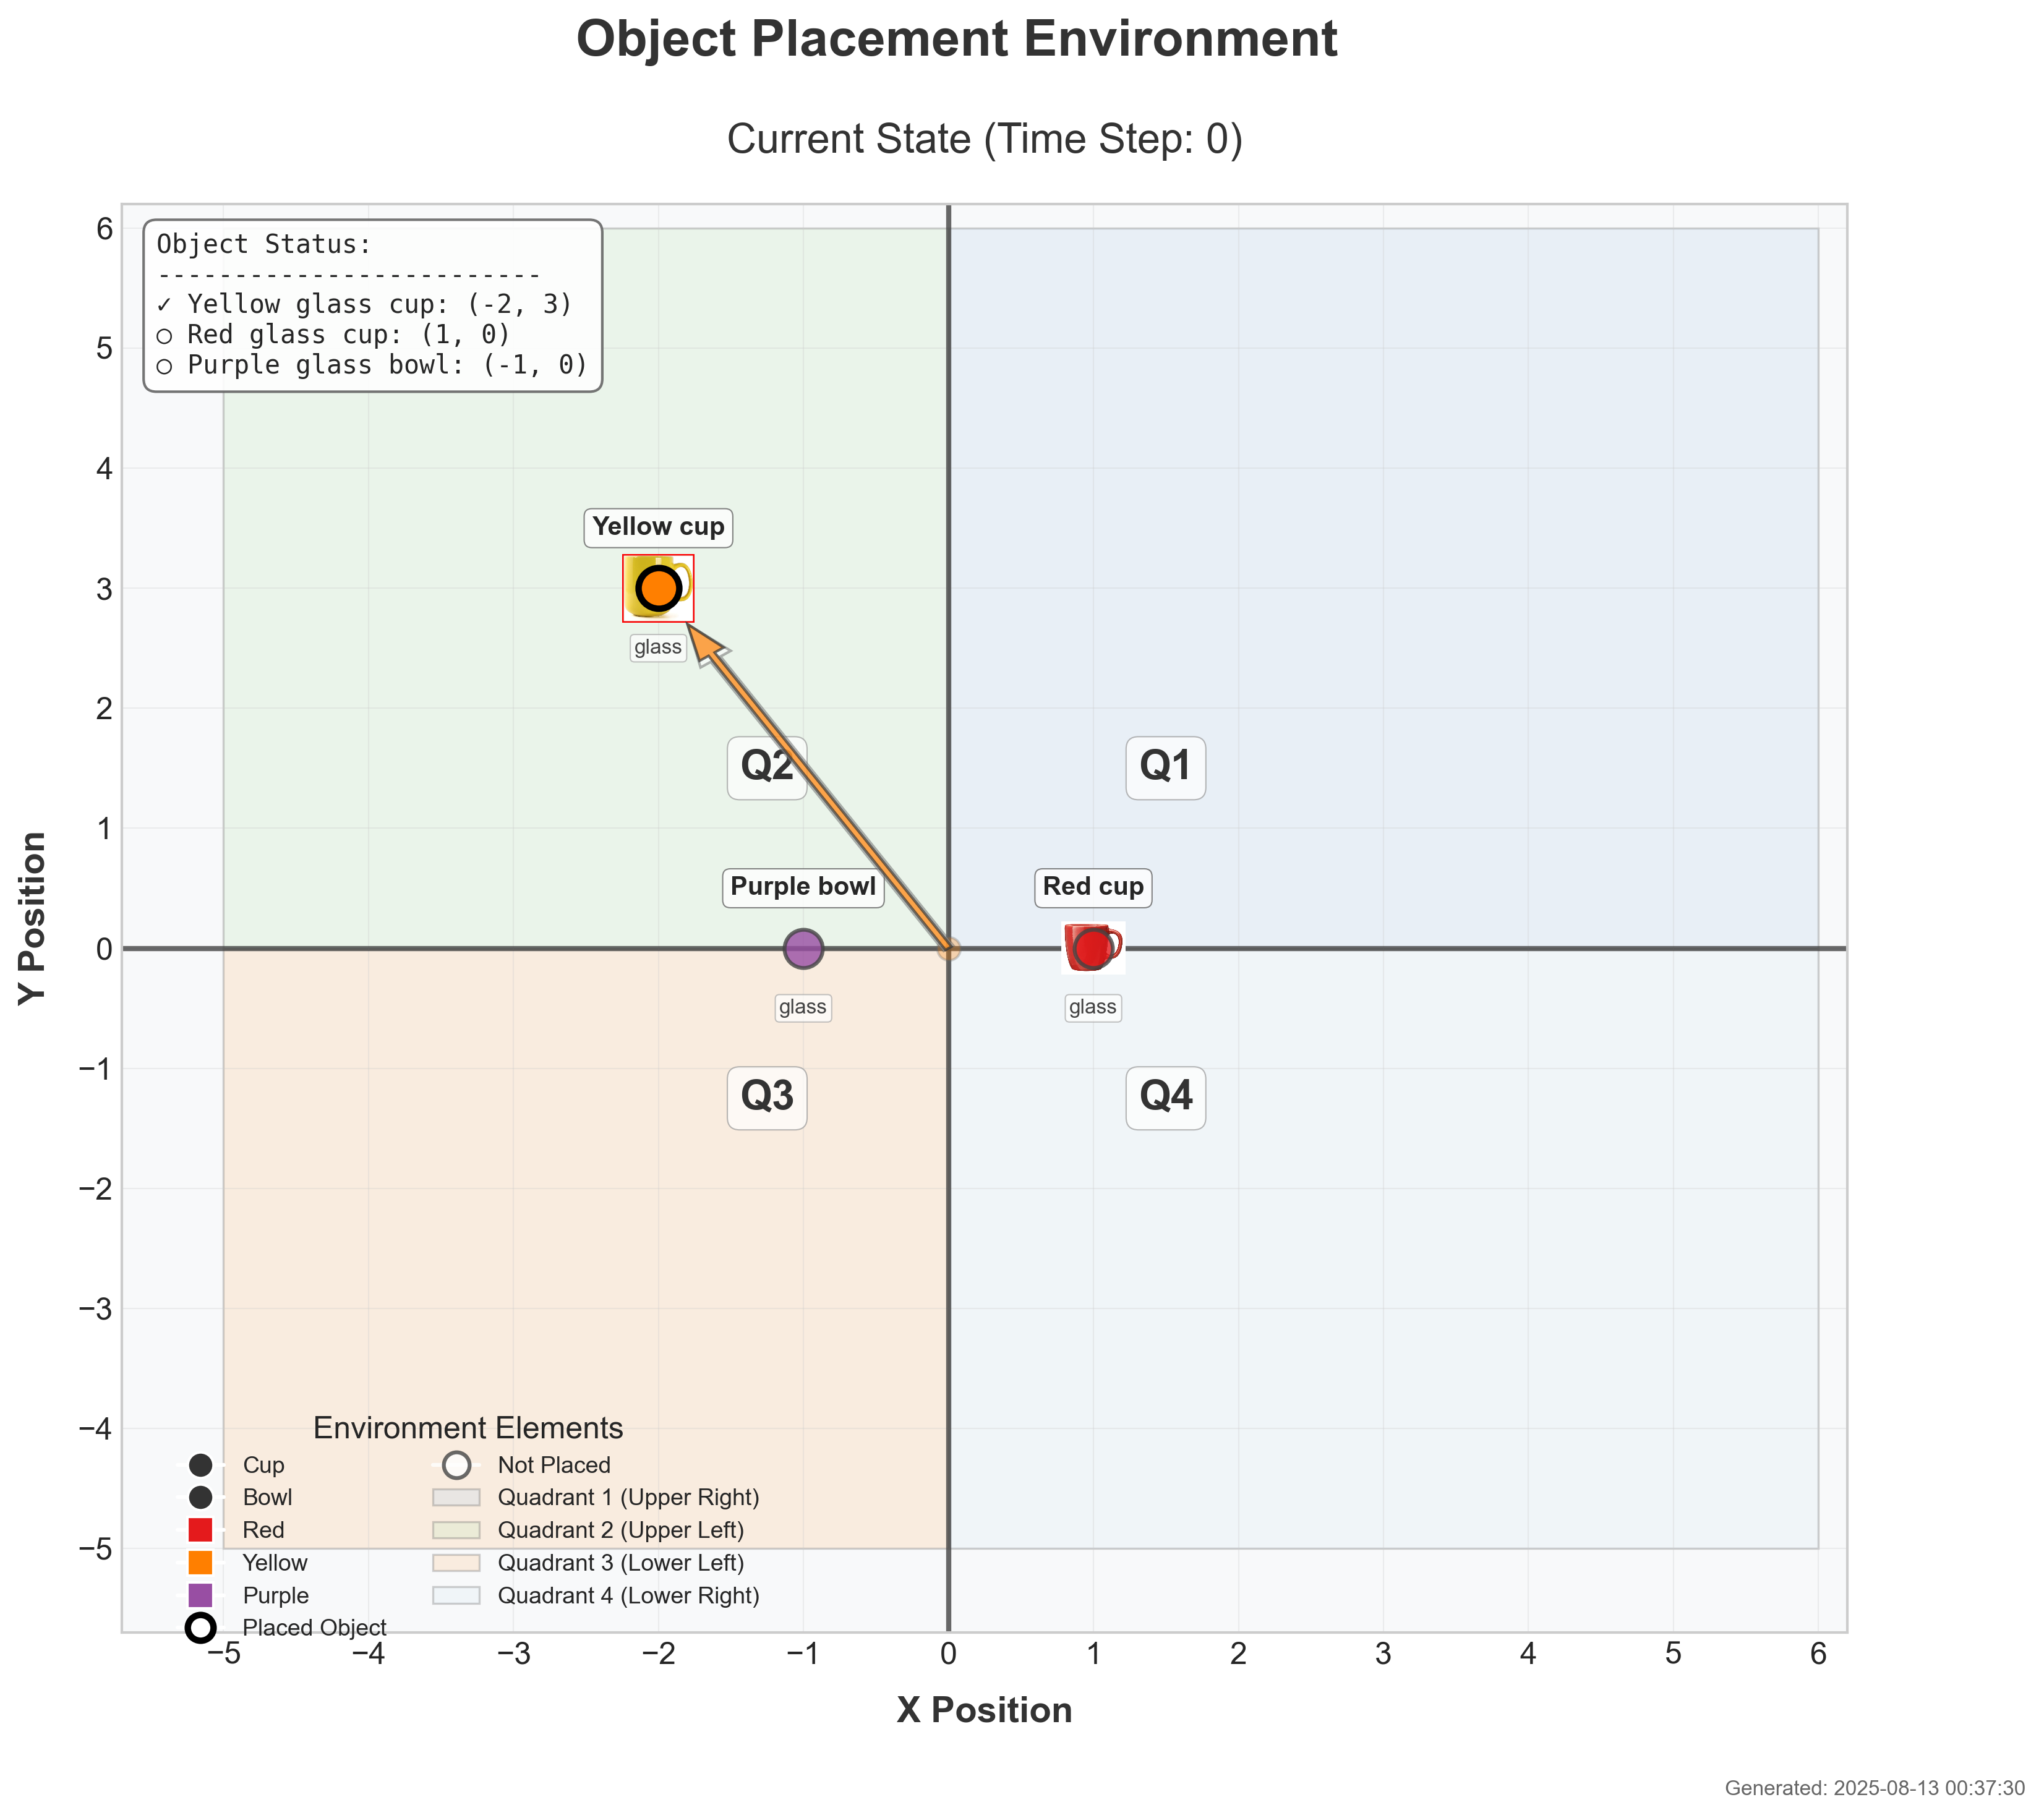 Object Placement Environment
Current State (Time Step: 0)
Object Status:
-------------------------
✓ Yellow glass cup: (-2, 3)
○ Red glass cup: (1, 0)
○ Purple glass bowl: (-1, 0)
6
5
4
3
2
1
0
−1
−2
−3
−4
−5
Y Position
Yellow cup
glass
Q2
Q1
Purple bowl
Red cup
glass
glass
Q3
Q4
Environment Elements
Cup
Bowl
Red
Yellow
Purple
Placed Object
Not Placed
Quadrant 1 (Upper Right)
Quadrant 2 (Upper Left)
Quadrant 3 (Lower Left)
Quadrant 4 (Lower Right)
−5 −4 −3 −2 −1 0 1 2 3 4 5 6
X Position
Generated: 2025-08-13 00:37:30